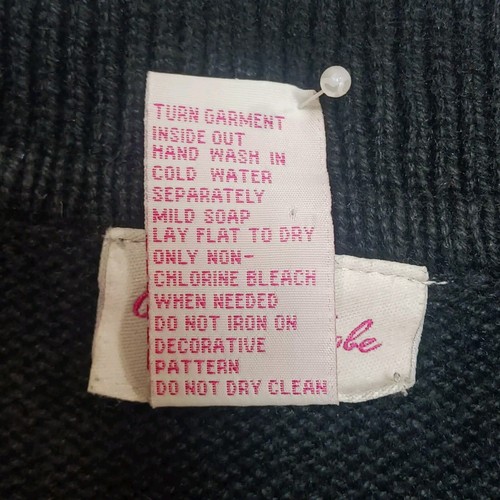 TURN GARMENT
INSIDE OUT
HAND WASH IN
COLD WATER
SEPARATELY
MILD SOAP
LAY FLAT TO DRY
ONLY NON-
CHLORINE BLEACH
WHEN NEEDED
DO NOT IRON ON
DECORATIVE
PATTERN
DO NOT DRY CLEAN